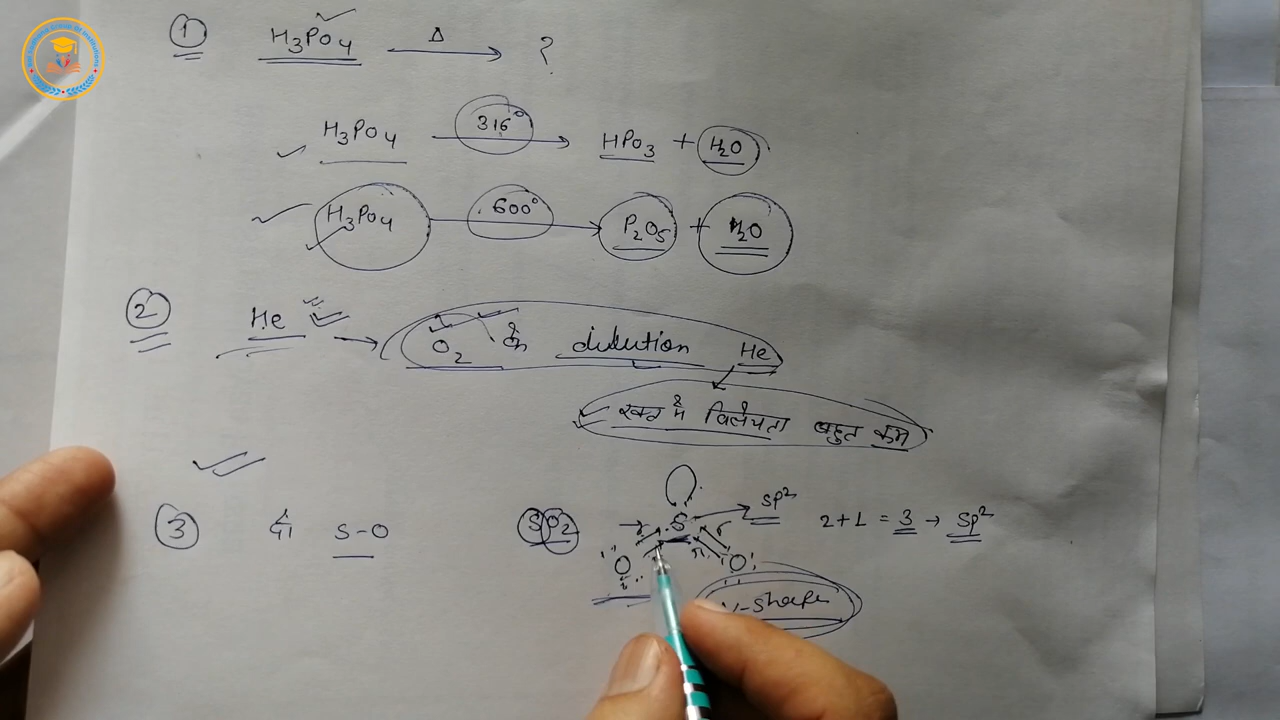 ① H₃PO₄ Δ → ?
H₃PO₄ 316° → HPO₃ + H₂O
H₃PO₄ 600° → P₂O₅ + H₂O
② He → O₂ के dilution He
रक्त में विलेयता बहुत कम
③ S-O SO₂ S → sp² 2+1 = 3 → sp²
σ σ
O π O
V-shape